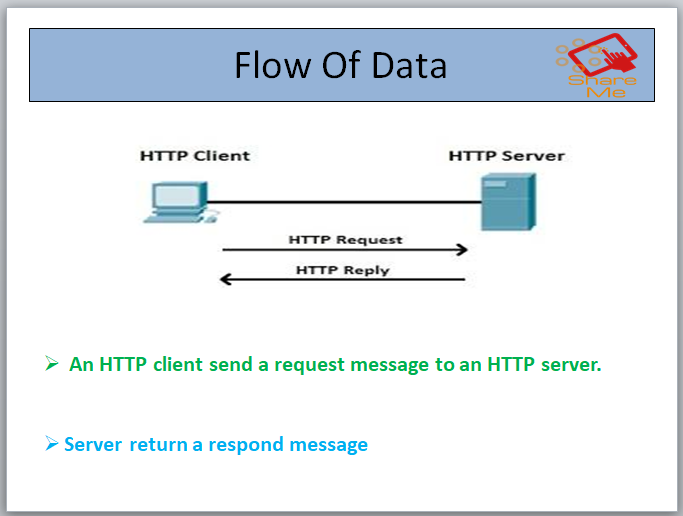 Flow Of Data
Share
Me
HTTP Client
HTTP Server
HTTP Request
HTTP Reply
An HTTP client send a request message to an HTTP server.
Server return a respond message